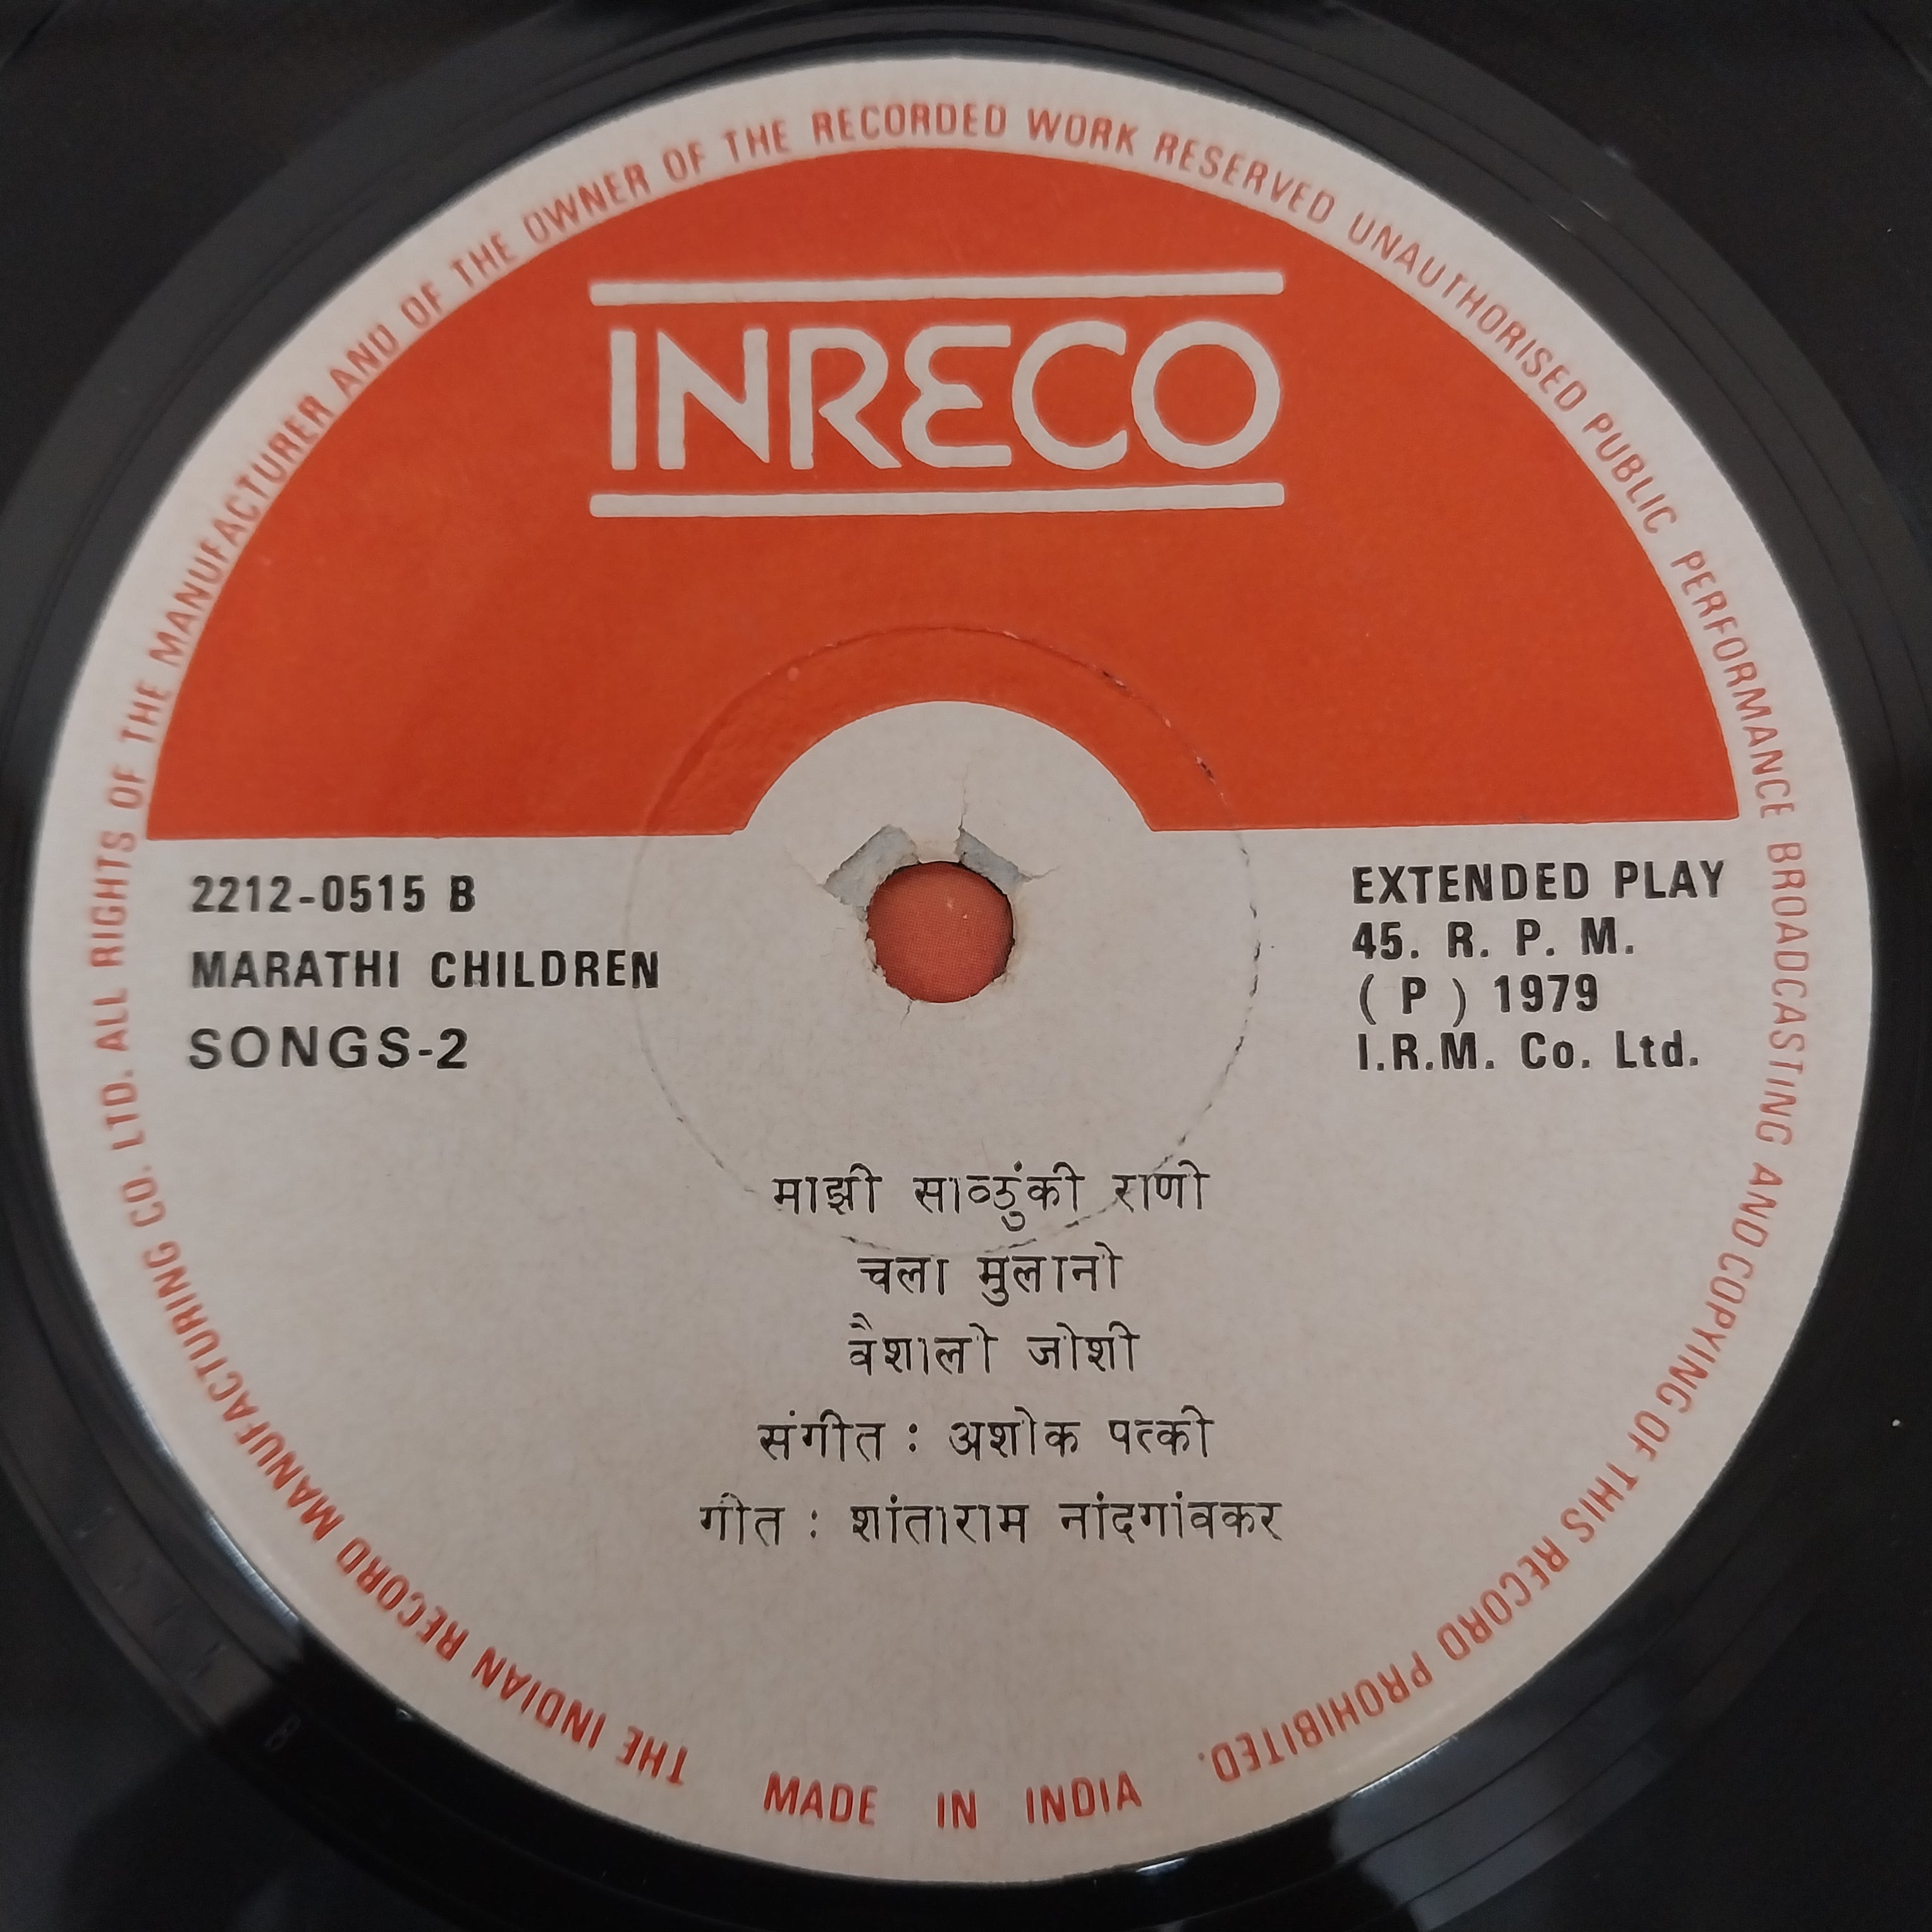 INRECO
2212-0515 B
MARATHI CHILDREN
SONGS-2
EXTENDED PLAY
45. R. P. M.
( P ) 1979
I.R.M. Co. Ltd.
माझी साळुंकी राणी
चला मुलानो
वैशाली जोशी
संगीत : अशोक पत्की
गीत : शांताराम नांदगांवकर
THE INDIAN RECORD MANUFACTURING CO. LTD. ALL RIGHTS OF THE MANUFACTURER AND OF THE OWNER OF THE RECORDED WORK RESERVED UNAUTHORISED PUBLIC PERFORMANCE BROADCASTING AND COPYING OF THIS RECORD PROHIBITED.
MADE IN INDIA